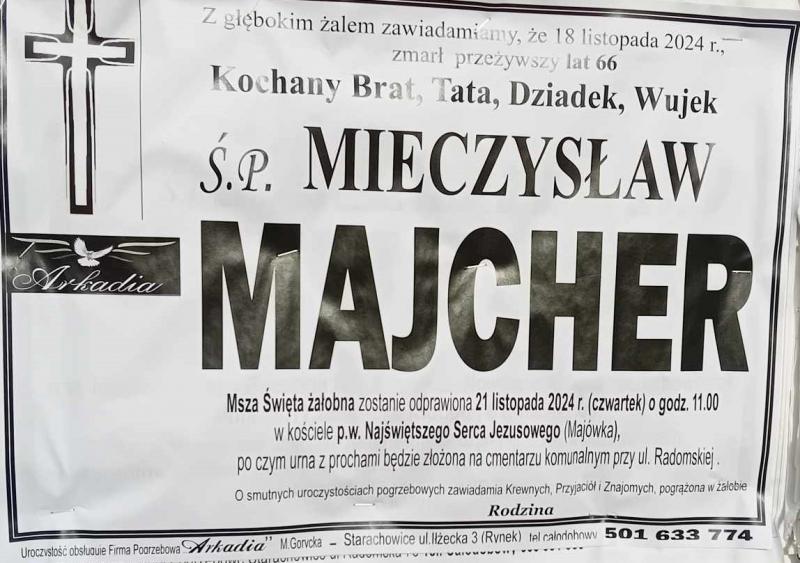 Z głębokim żalem zawiadamiamy, że 18 listopada 2024 r.,
zmarł przeżywszy lat 66
Kochany Brat, Tata, Dziadek, Wujek
Ś.P. MIECZYSŁAW
MAJCHER
Arkadia
Msza Święta żałobna zostanie odprawiona 21 listopada 2024 r. (czwartek) o godz. 11.00
w kościele p.w. Najświętszego Serca Jezusowego (Majówka),
po czym urna z prochami będzie złożona na cmentarzu komunalnym przy ul. Radomskiej.
O smutnych uroczystościach pogrzebowych zawiadamia Krewnych, Przyjaciół i Znajomych, pogrążona w żałobie
Rodzina
Uroczystość obsługuje Firma Pogrzebowa "Arkadia" M.Gorycka – Starachowice ul.Iłżecka 3 (Rynek) tel.całodobowy 501 633 774